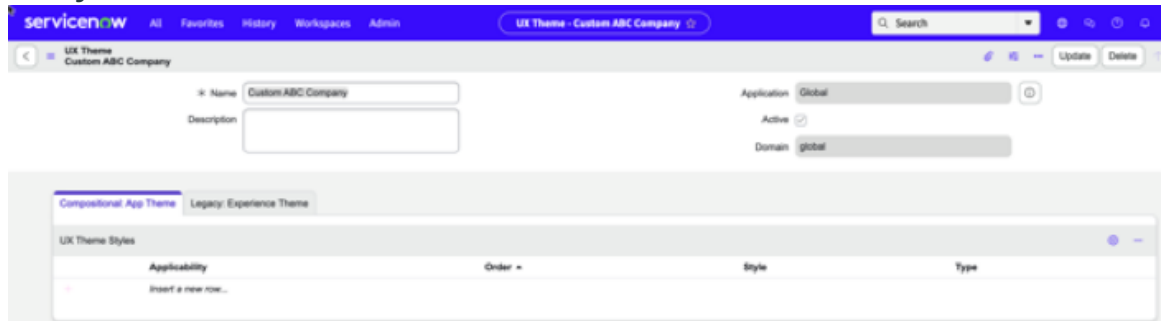 servicenow All Favorites History Workspaces Admin UX Theme - Custom ABC Company Search
UX Theme
Custom ABC Company
Update Delete
* Name Custom ABC Company
Application Global
Description
Active
Domain global
Compositional: App Theme Legacy: Experience Theme
UX Theme Styles
Applicability Order Style Type
Insert a new row...